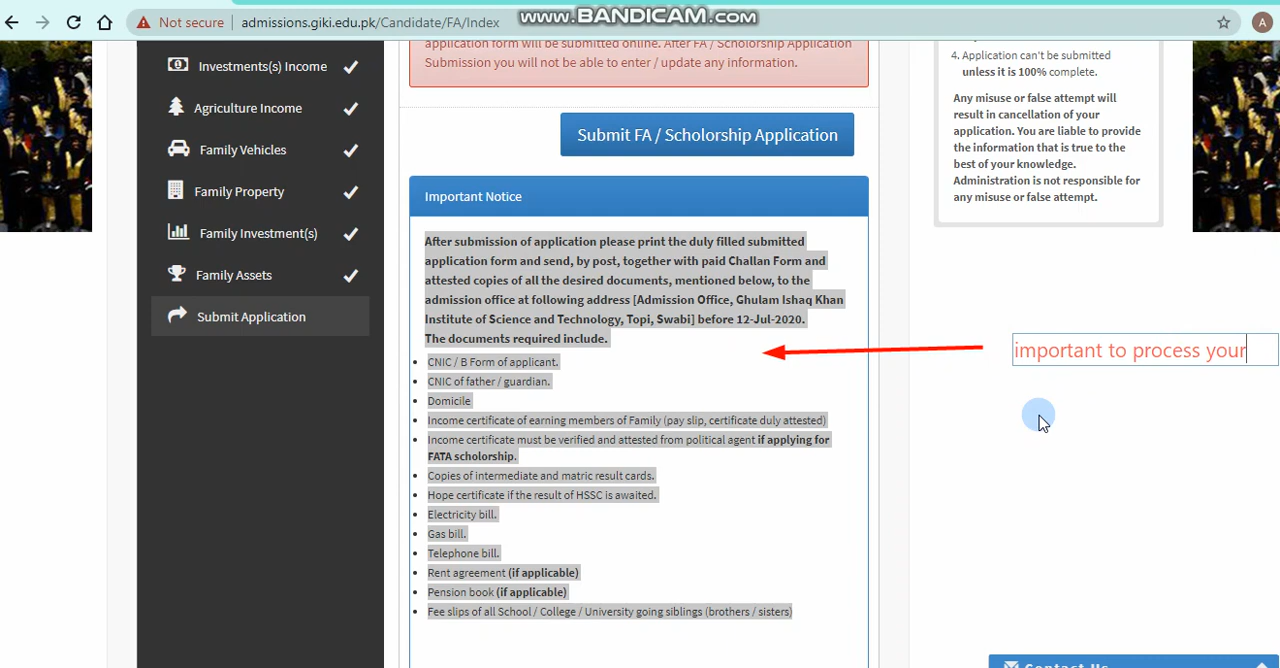 Not secure
admissions.giki.edu.pk/Candidate/FA/Index
www.BANDICAM.com
A
Investments(s) Income
Agriculture Income
Family Vehicles
Family Property
Family Investment(s)
Family Assets
Submit Application
application form will be submitted online. After FA / Scholorship Application
Submission you will not be able to enter / update any information.
Submit FA / Scholorship Application
Important Notice
After submission of application please print the duly filled submitted
application form and send, by post, together with paid Challan Form and
attested copies of all the desired documents, mentioned below, to the
admission office at following address [Admission Office, Ghulam Ishaq Khan
Institute of Science and Technology, Topi, Swabi] before 12-Jul-2020.
The documents required include.
CNIC / B Form of applicant.
CNIC of father / guardian.
Domicile
Income certificate of earning members of Family (pay slip, certificate duly attested)
Income certificate must be verified and attested from political agent if applying for
FATA scholorship.
Copies of intermediate and matric result cards.
Hope certificate if the result of HSSC is awaited.
Electricity bill.
Gas bill.
Telephone bill.
Rent agreement (if applicable)
Pension book (if applicable)
Fee slips of all School / College / University going siblings (brothers / sisters)
4. Application can't be submitted
unless it is 100% complete.
Any misuse or false attempt will
result in cancellation of your
application. You are liable to provide
the information that is true to the
best of your knowledge.
Administration is not responsible for
any misuse or false attempt.
important to process your
Contact Us